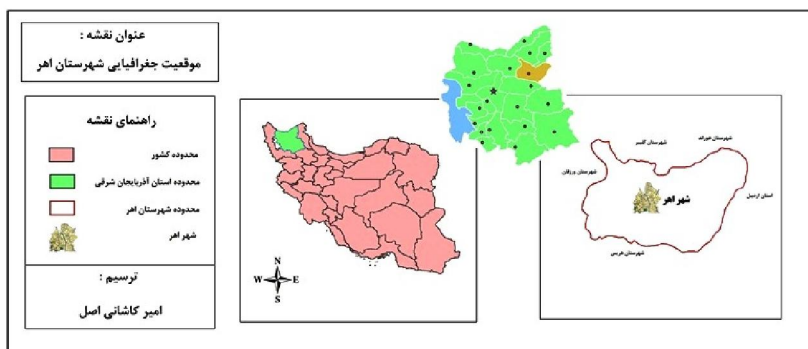 عنوان نقشه :
موقعیت جغرافیایی شهرستان اهر
راهنمای نقشه
محدوده کشور
محدوده استان آذربایجان شرقی
محدوده شهرستان اهر
شهر اهر
ترسیم :
امیر کاشانی اصل
N
W E
S
شهرستان خوداند
شهرستان کلیبر
شهرستان ورزقان
استان اردبیل
شهر اهر
شهرستان هریس